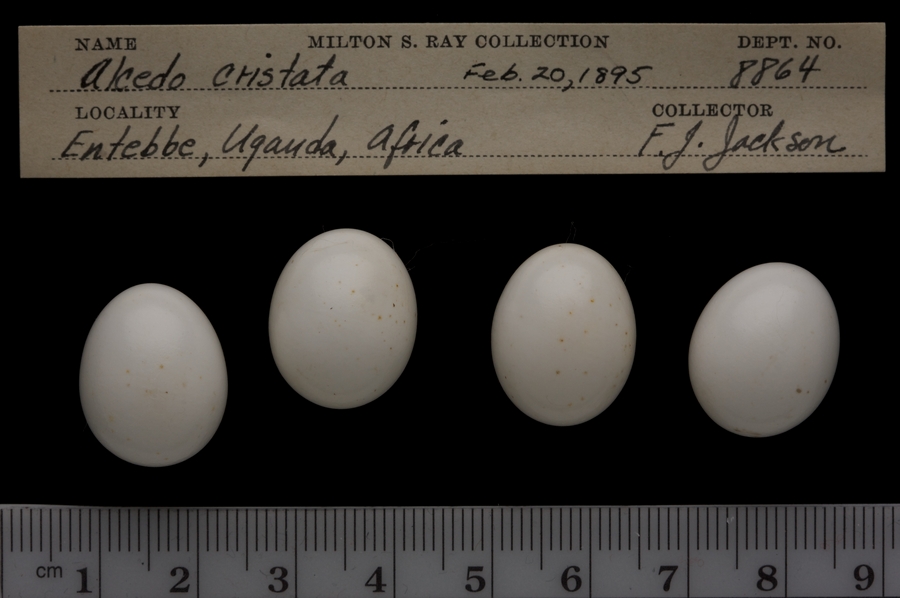 NAME MILTON S. RAY COLLECTION DEPT. NO.
Alcedo cristata Feb. 20, 1895 8864
LOCALITY COLLECTOR
Entebbe, Uganda, Africa F. J. Jackson
cm 1 2 3 4 5 6 7 8 9